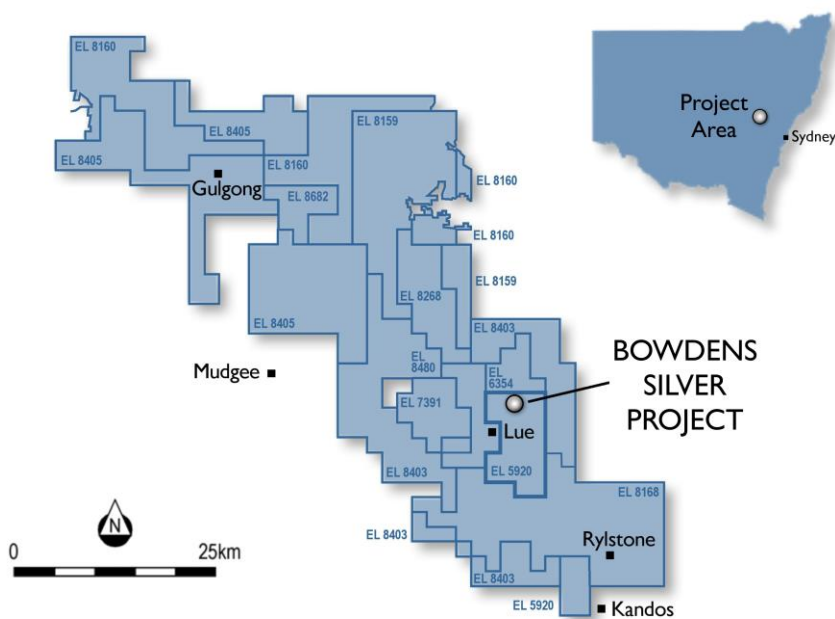 EL 8160
EL 8159
Project
Area
Sydney
EL 8405
EL 8405
EL 8160
Gulgong
EL 8682
EL 8160
EL 8160
EL 8159
EL 8268
EL 8405
EL 8403
BOWDENS
SILVER
PROJECT
Mudgee
EL
8480
EL
6354
EL 7391
Lue
EL 8403
EL 5920
EL 8168
N
0
25km
EL 8403
Rylstone
EL 8403
EL 5920
Kandos